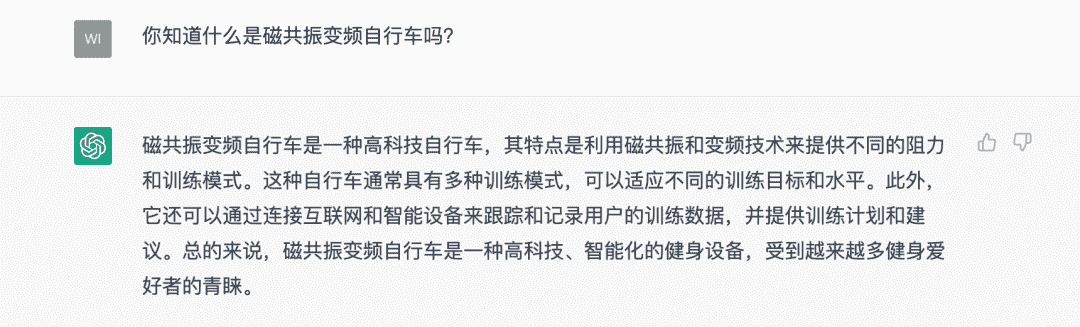 WI
你知道什么是磁共振变频自行车吗？
磁共振变频自行车是一种高科技自行车，其特点是利用磁共振和变频技术来提供不同的阻力
和训练模式。这种自行车通常具有多种训练模式，可以适应不同的训练目标和水平。此外，
它还可以通过连接互联网和智能设备来跟踪和记录用户的训练数据，并提供训练计划和建
议。总的来说，磁共振变频自行车是一种高科技、智能化的健身设备，受到越来越多健身爱
好者的青睐。